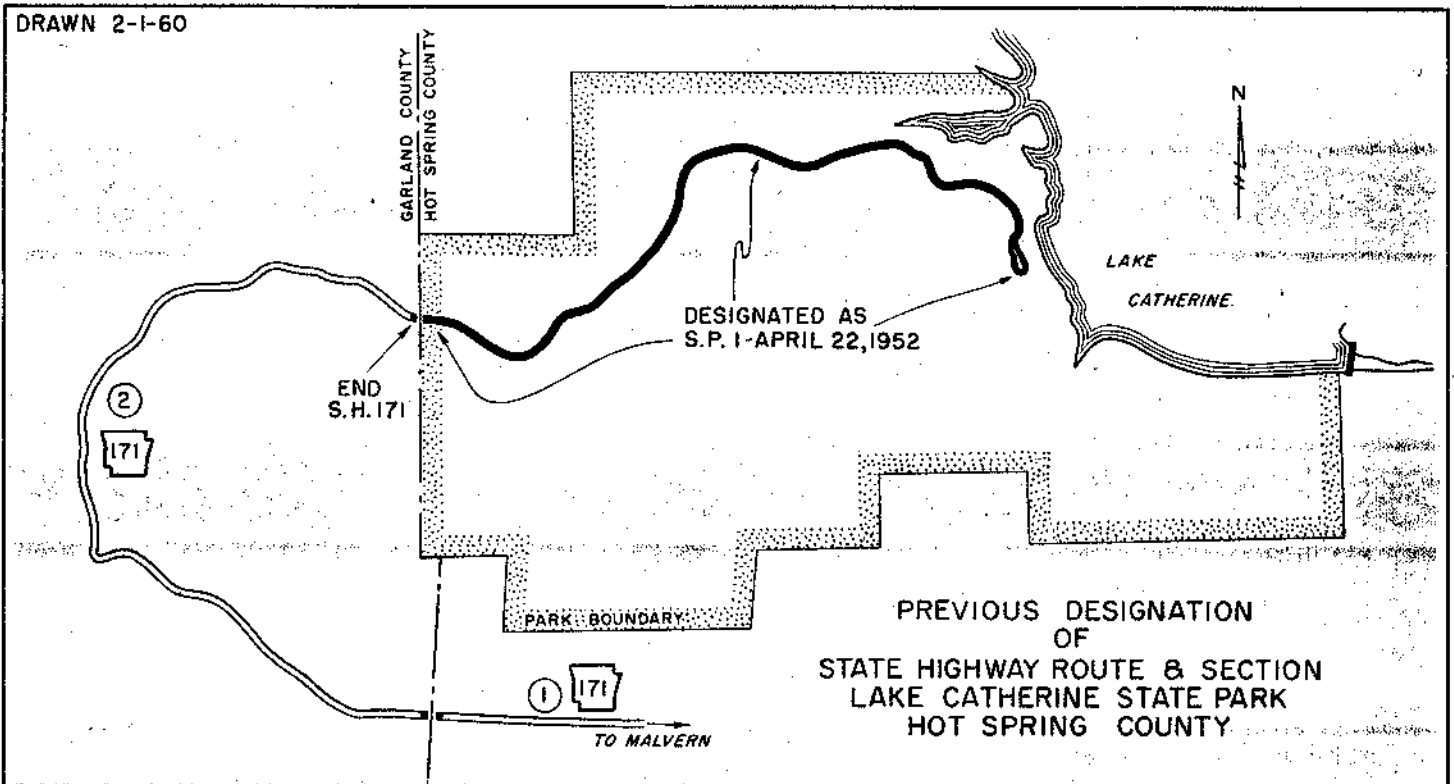 DRAWN 2-1-60
GARLAND COUNTY
HOT SPRING COUNTY
N
LAKE
CATHERINE.
DESIGNATED AS
S.P. 1-APRIL 22, 1952
END
S.H. 171
2
171
PARK BOUNDARY
1
171
TO MALVERN
PREVIOUS DESIGNATION
OF
STATE HIGHWAY ROUTE & SECTION
LAKE CATHERINE STATE PARK
HOT SPRING COUNTY